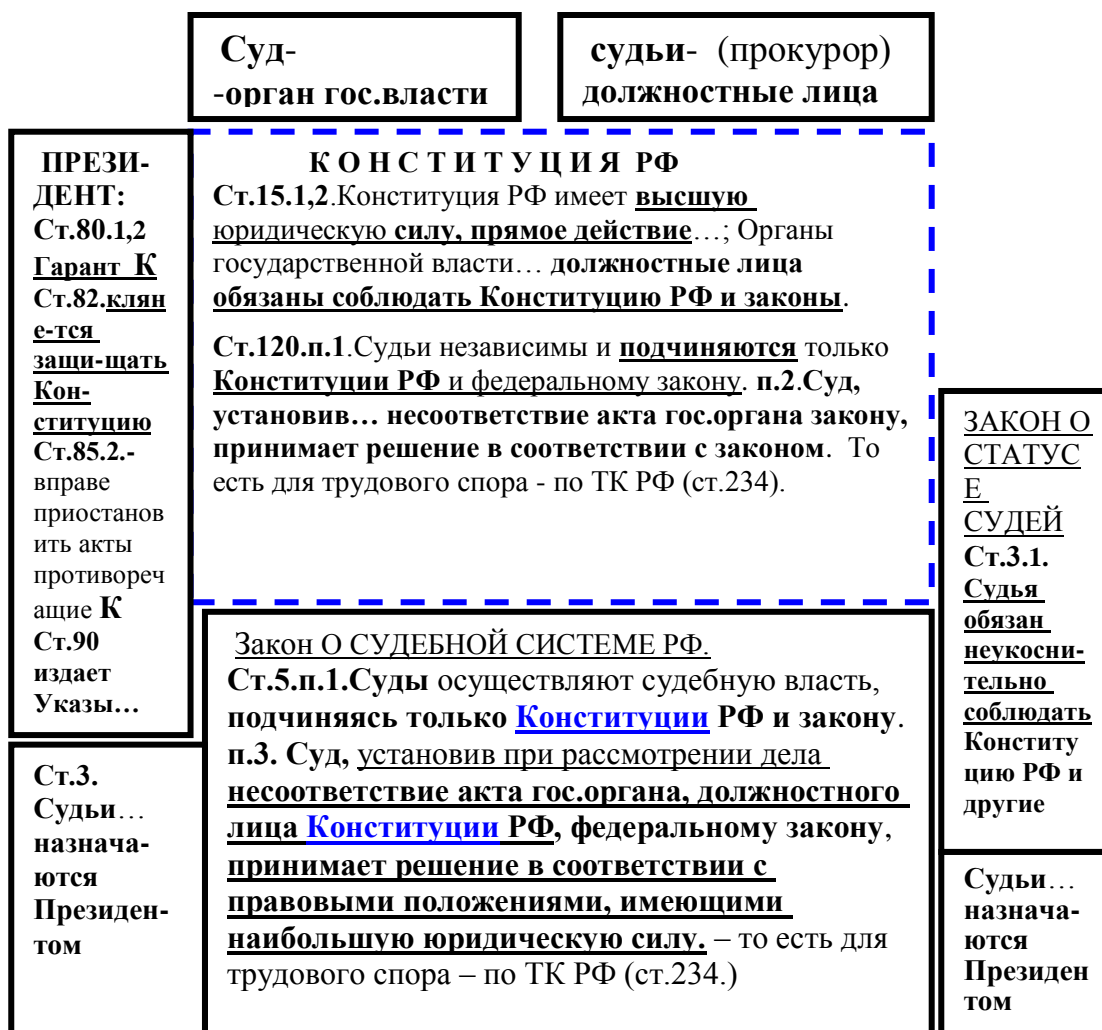 Суд-
-орган гос.власти
судьи- (прокурор)
должностные лица
ПРЕЗИ-
ДЕНТ:
Ст.80.1,2
Гарант К
Ст.82.клян
е-тся
защи-щать
Кон-
ституцию
Ст.85.2.-
вправе
приостанов
ить акты
противореч
ащие К
Ст.90
издает
Указы…
К О Н С Т И Т У Ц И Я РФ
Ст.15.1,2.Конституция РФ имеет высшую
юридическую силу, прямое действие…; Органы
государственной власти… должностные лица
обязаны соблюдать Конституцию РФ и законы.
Ст.120.п.1.Судьи независимы и подчиняются только
Конституции РФ и федеральному закону. п.2.Суд,
установив… несоответствие акта гос.органа закону,
принимает решение в соответствии с законом. То
есть для трудового спора - по ТК РФ (ст.234).
ЗАКОН О
СТАТУС
Е
СУДЕЙ
Ст.3.1.
Судья
обязан
неукосни-
тельно
соблюдать
Конститу
цию РФ и
другие
Закон О СУДЕБНОЙ СИСТЕМЕ РФ.
Ст.5.п.1.Суды осуществляют судебную власть,
подчиняясь только Конституции РФ и закону.
п.3. Суд, установив при рассмотрении дела
несоответствие акта гос.органа, должностного
лица Конституции РФ, федеральному закону,
принимает решение в соответствии с
правовыми положениями, имеющими
наибольшую юридическую силу. – то есть для
трудового спора – по ТК РФ (ст.234.)
Ст.3.
Судьи…
назнача-
ются
Президен-
том
Судьи…
назнача-
ются
Президен
том